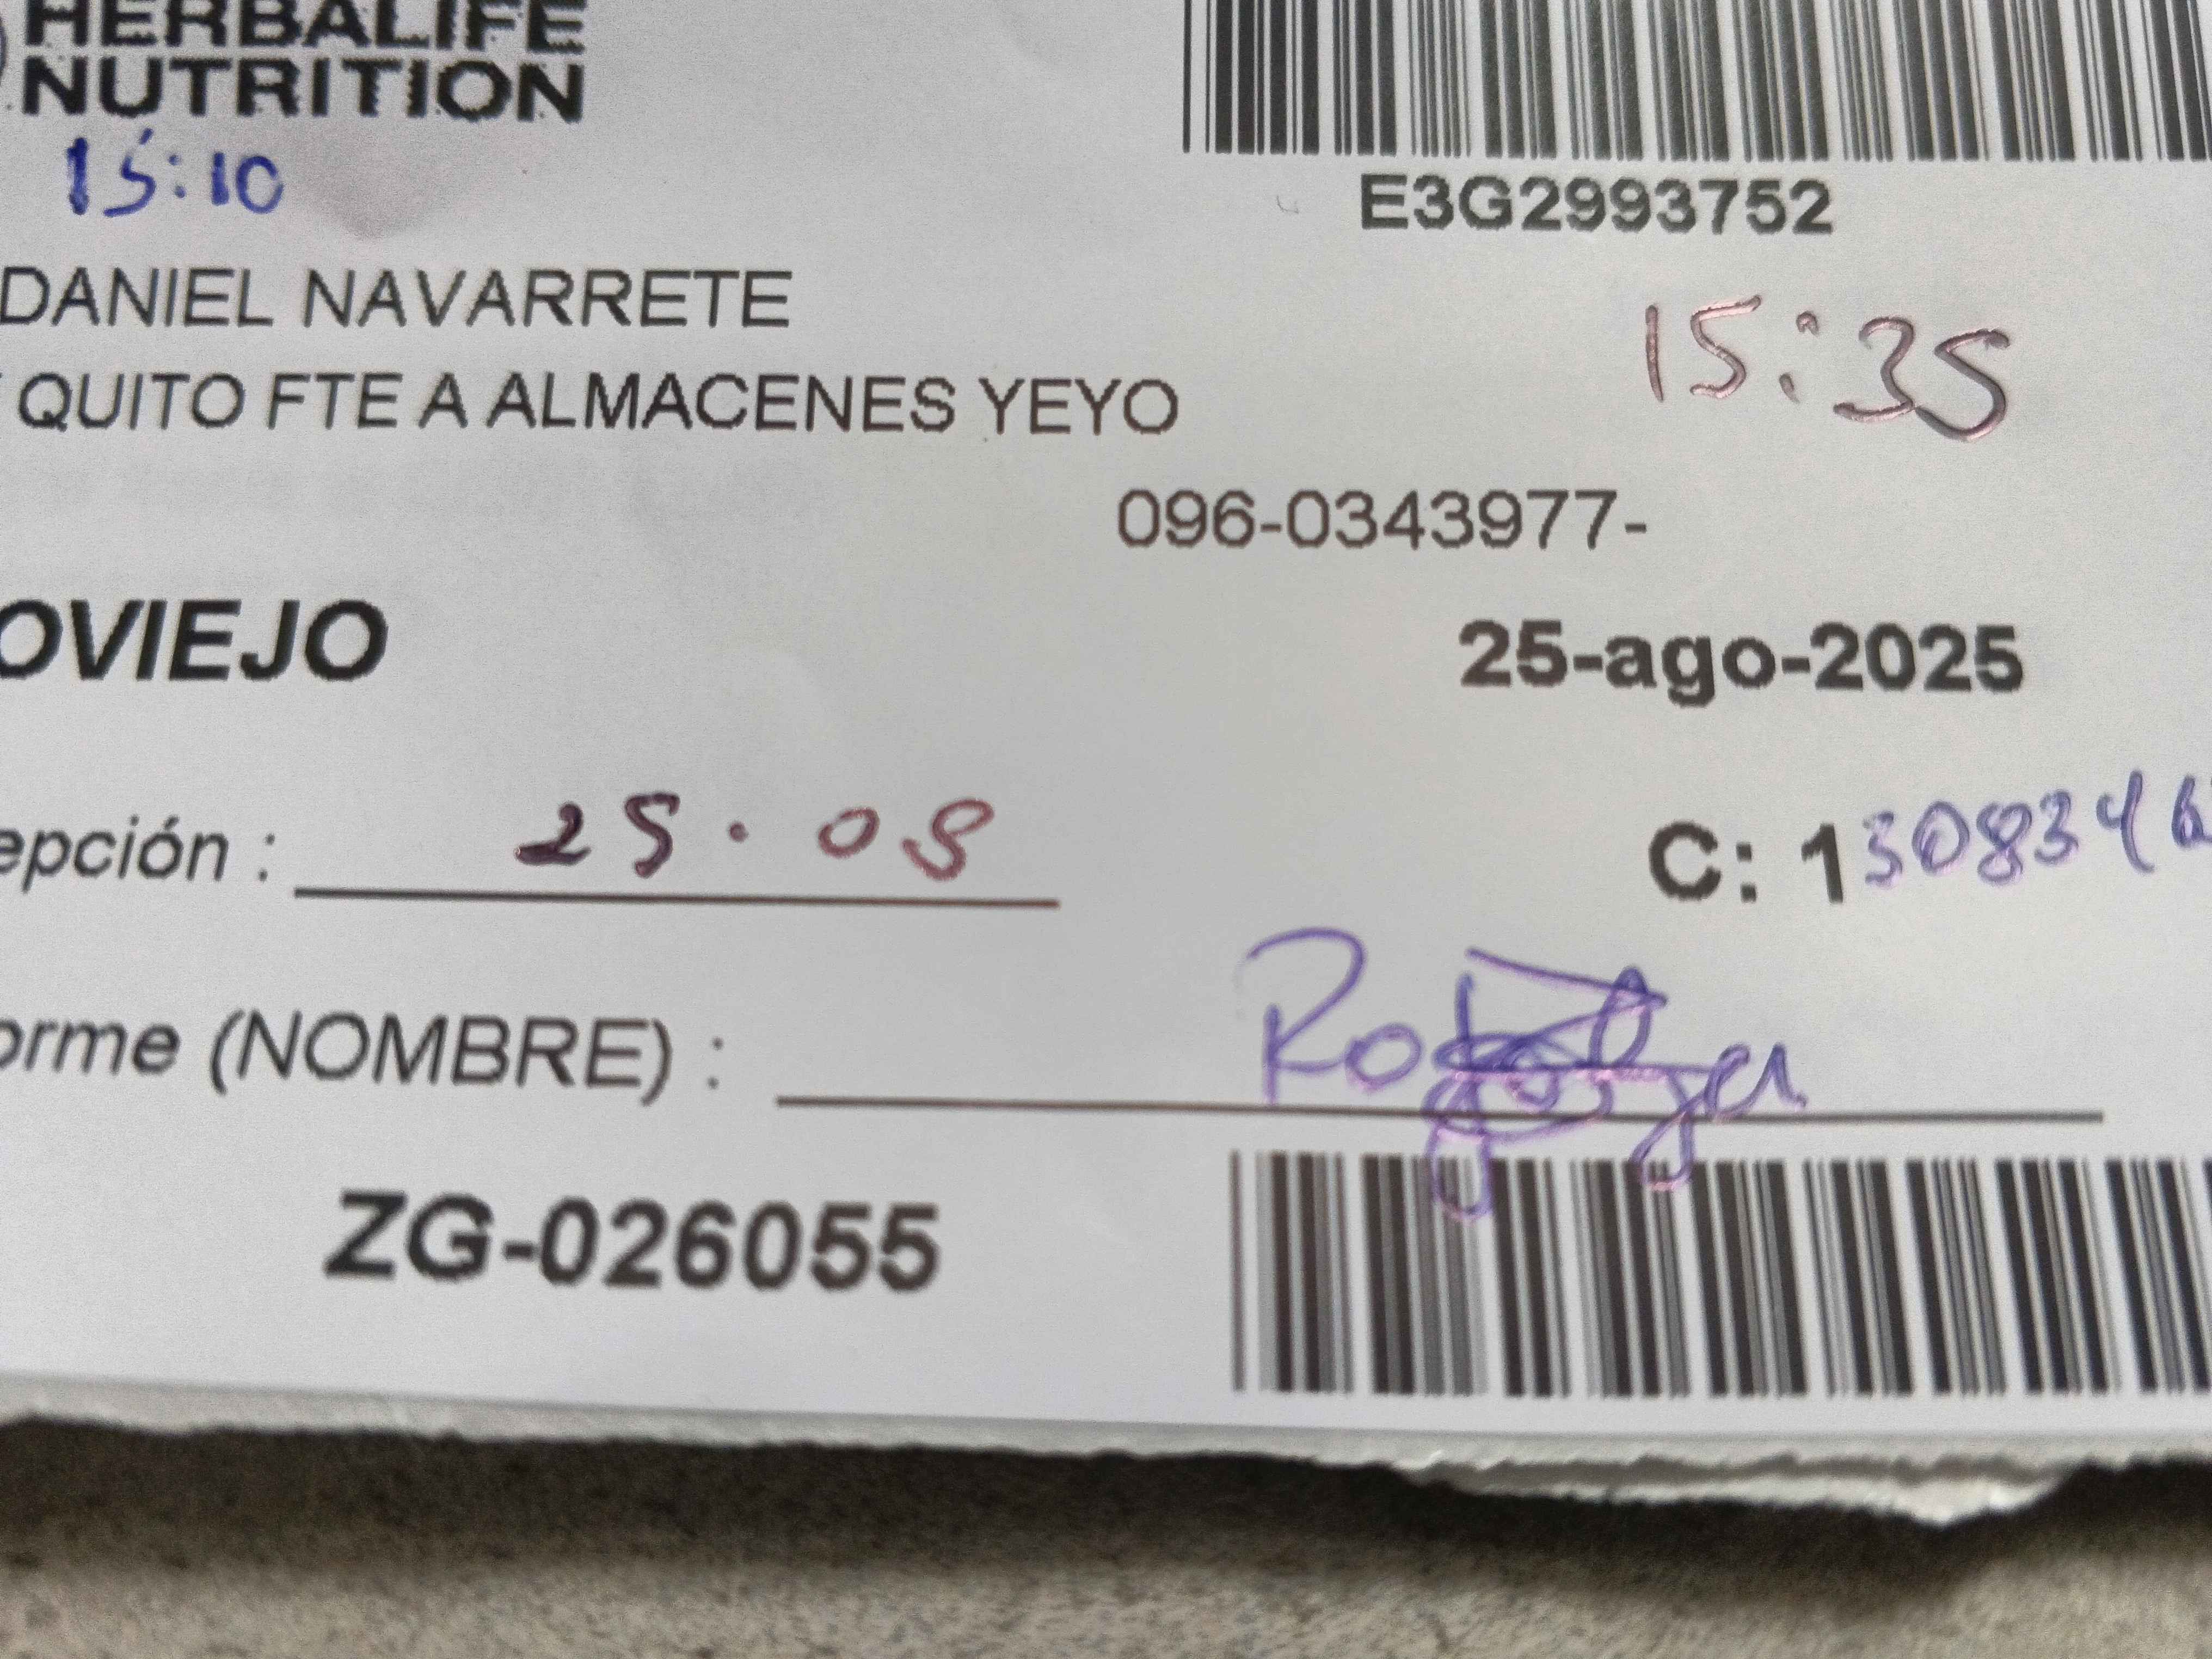 HERBALIFE
NUTRITION
15:10
E3G2993752
DANIEL NAVARRETE
15:35
QUITO FTE A ALMACENES YEYO
096-0343977-
OVIEJO
25-ago-2025
epción : 25.08
C: 1308346
orme (NOMBRE) :
ZG-026055